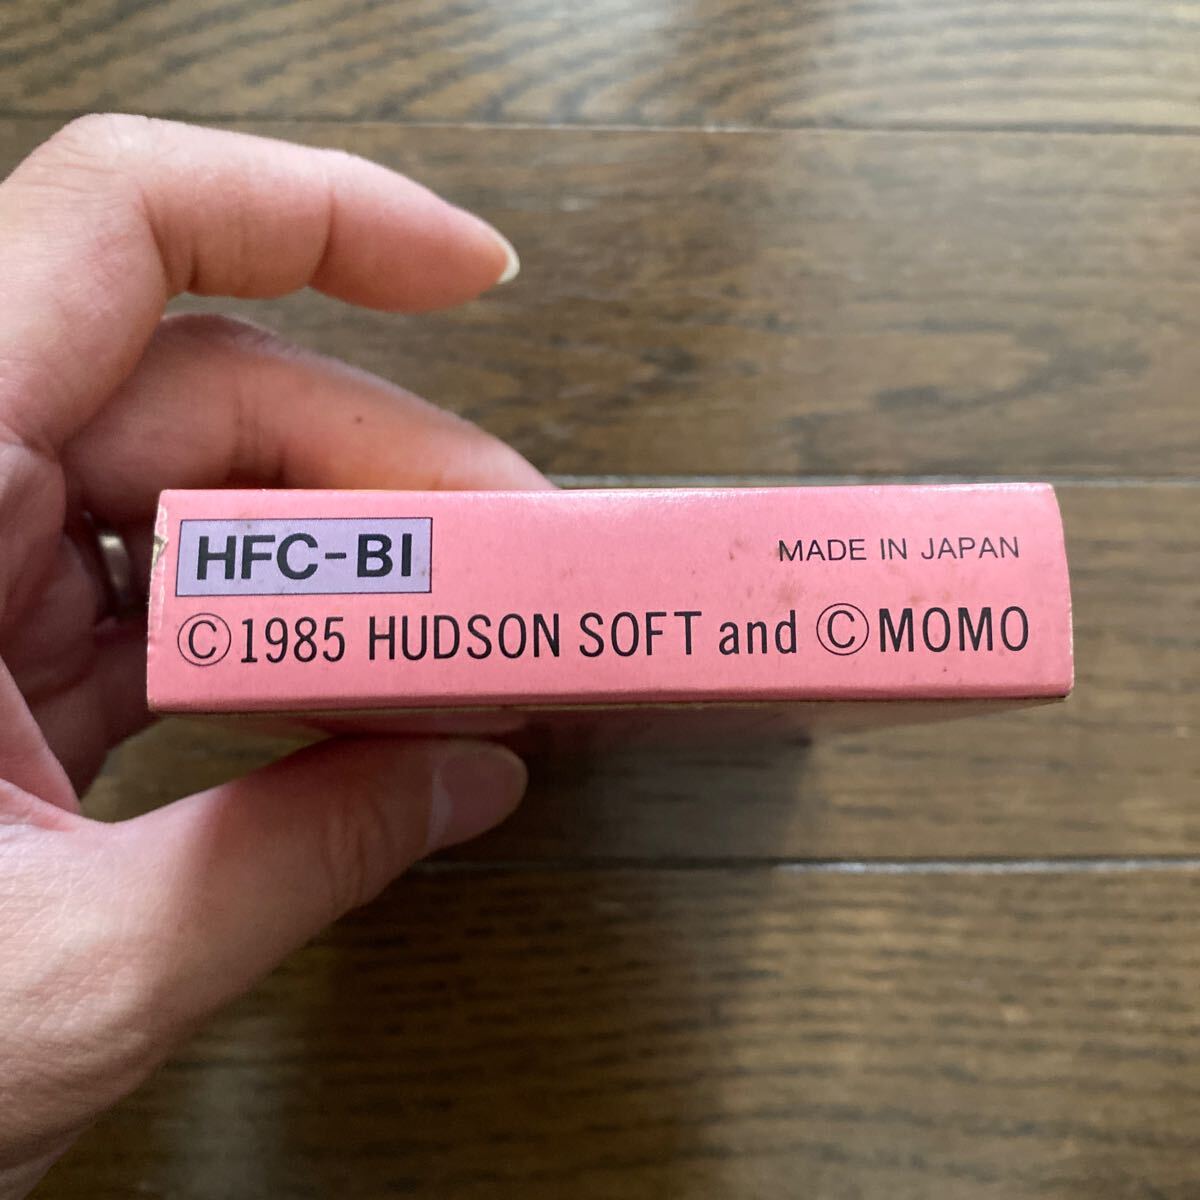 HFC-BI
MADE IN JAPAN
©1985 HUDSON SOFT and ©MOMO